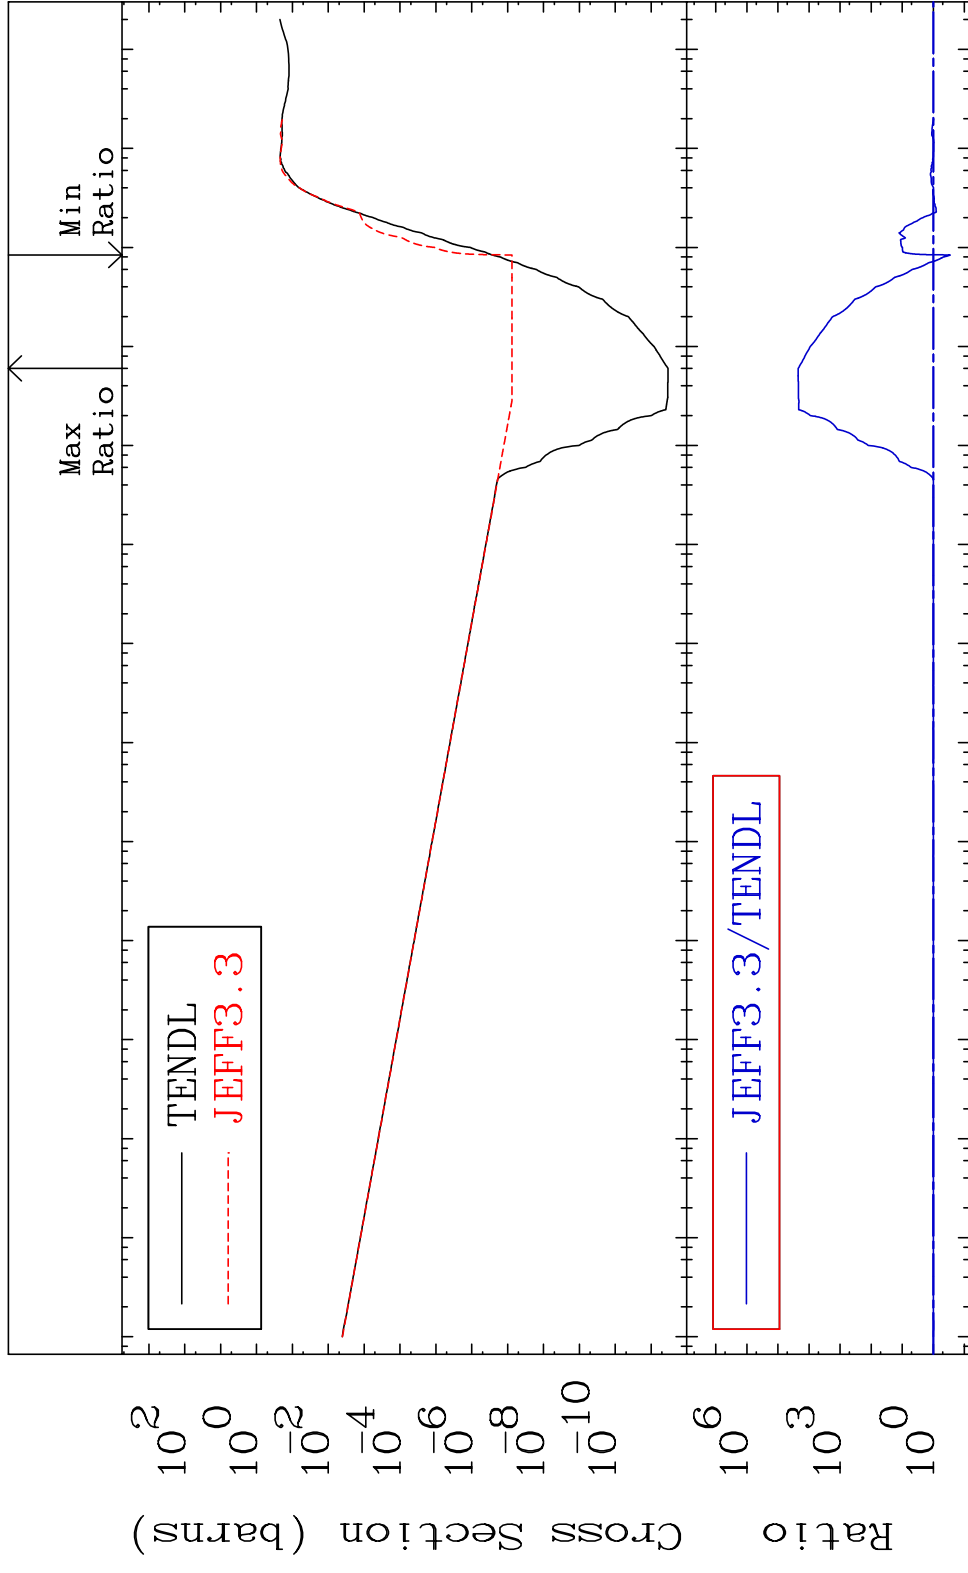 Max
Ratio
Min
Ratio
TENDL
JEFF3.3
10 2
10 0
10 -2
10 -4
10 -6
10 -8
10 -10
Cross Section (barns)
JEFF3.3/TENDL
10 6
10 3
10 0
Ratio